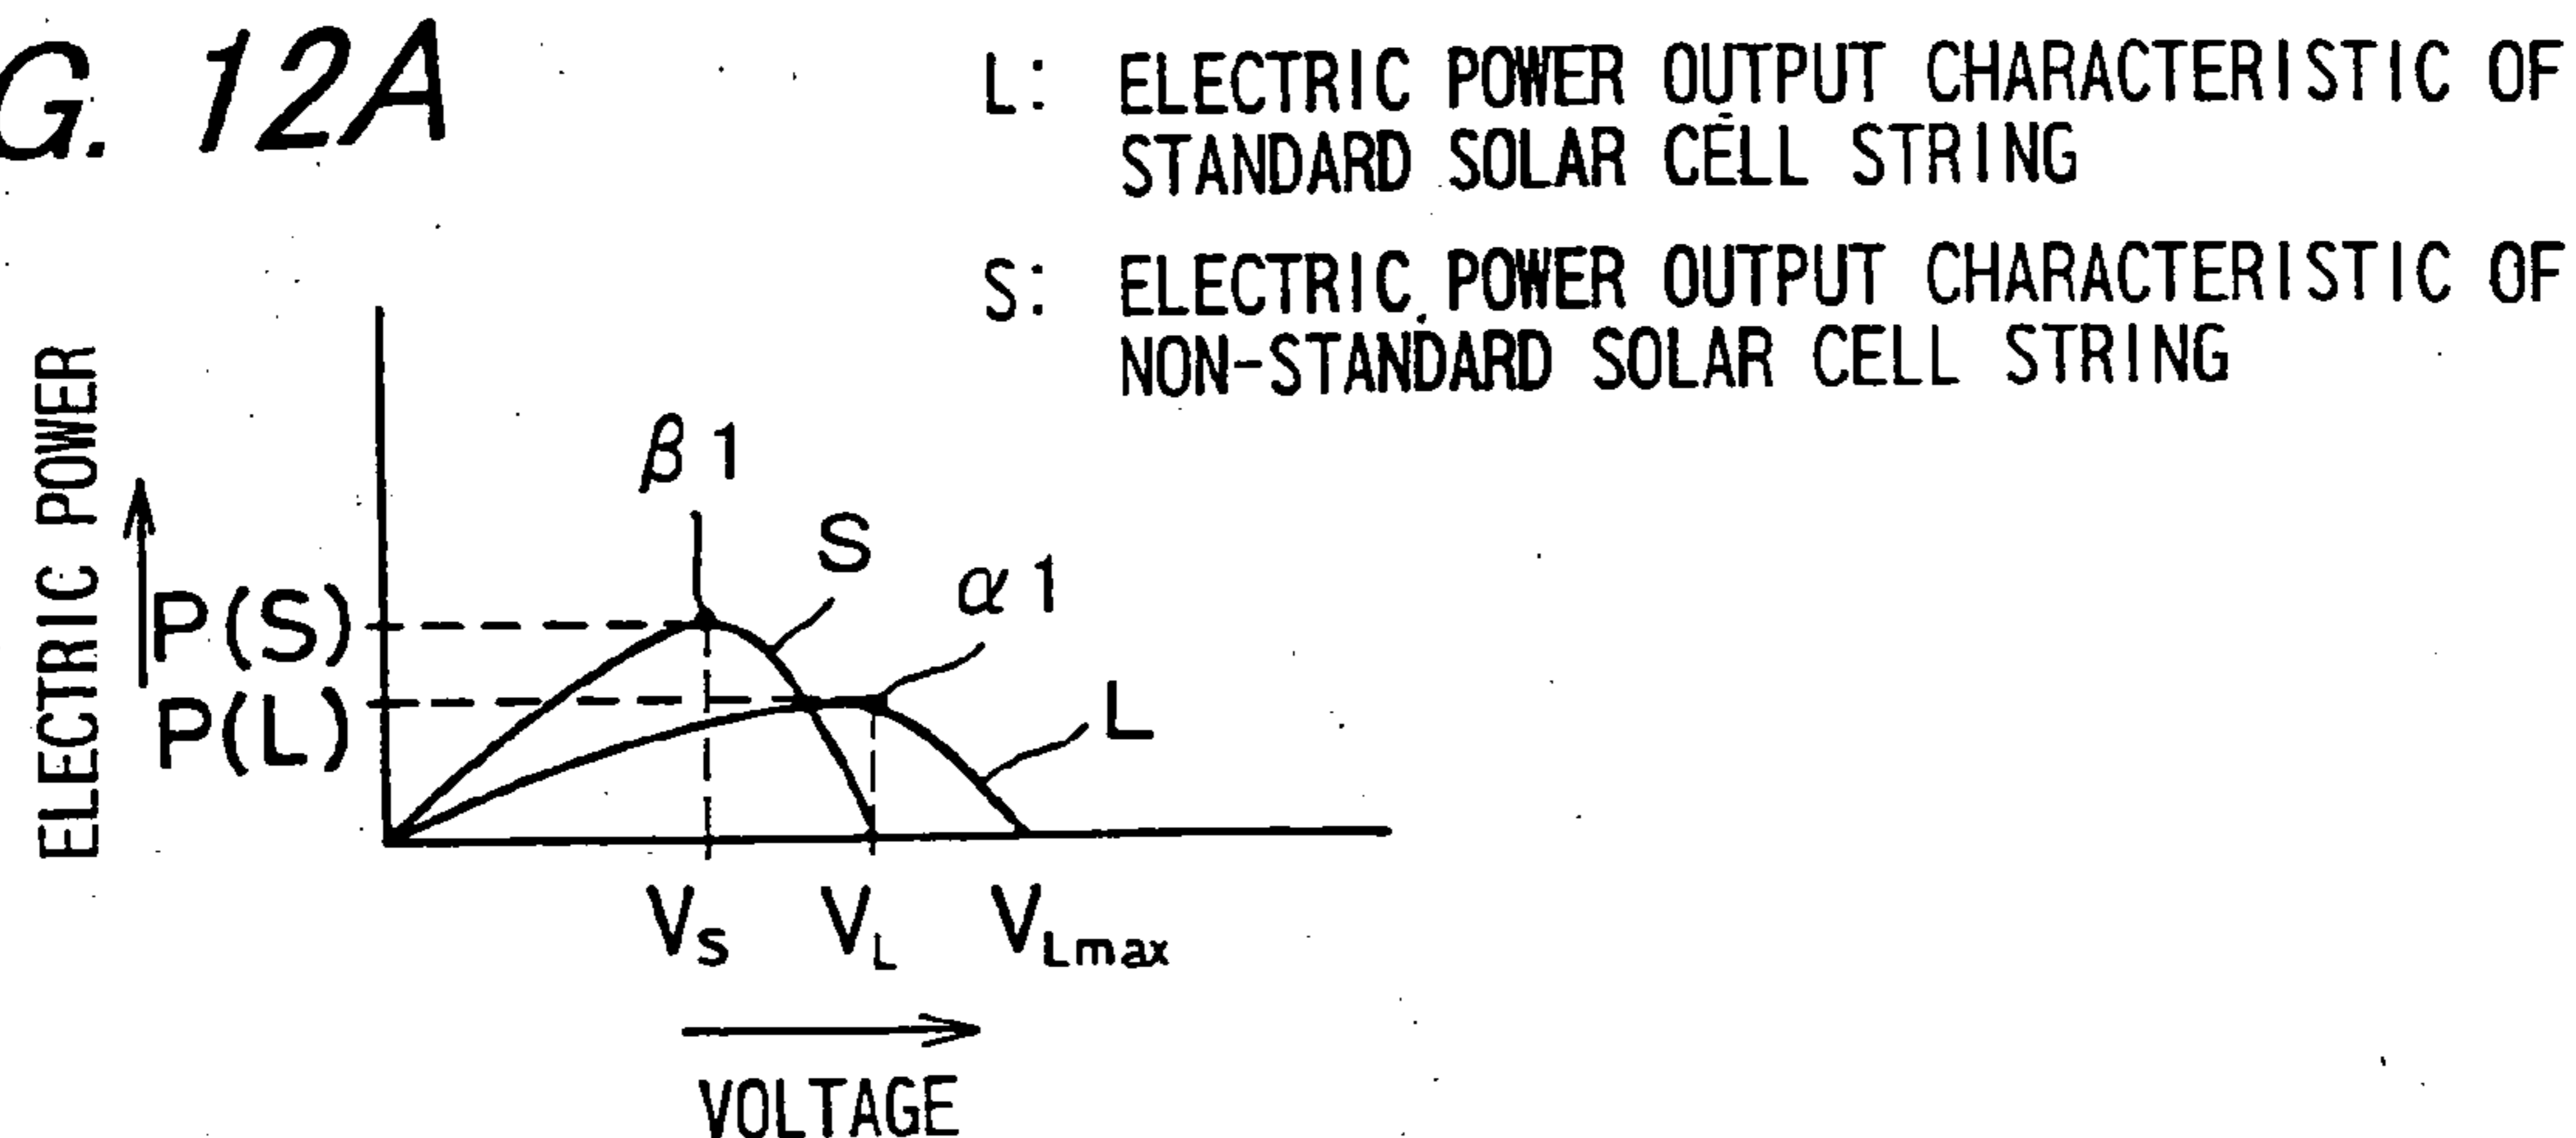 G. 12A
L: ELECTRIC POWER OUTPUT CHARACTERISTIC OF
STANDARD SOLAR CELL STRING
S: ELECTRIC POWER OUTPUT CHARACTERISTIC OF
NON-STANDARD SOLAR CELL STRING
ELECTRIC POWER
β1
S
α1
P(S)
P(L)
L
Vs VL VLmax
VOLTAGE